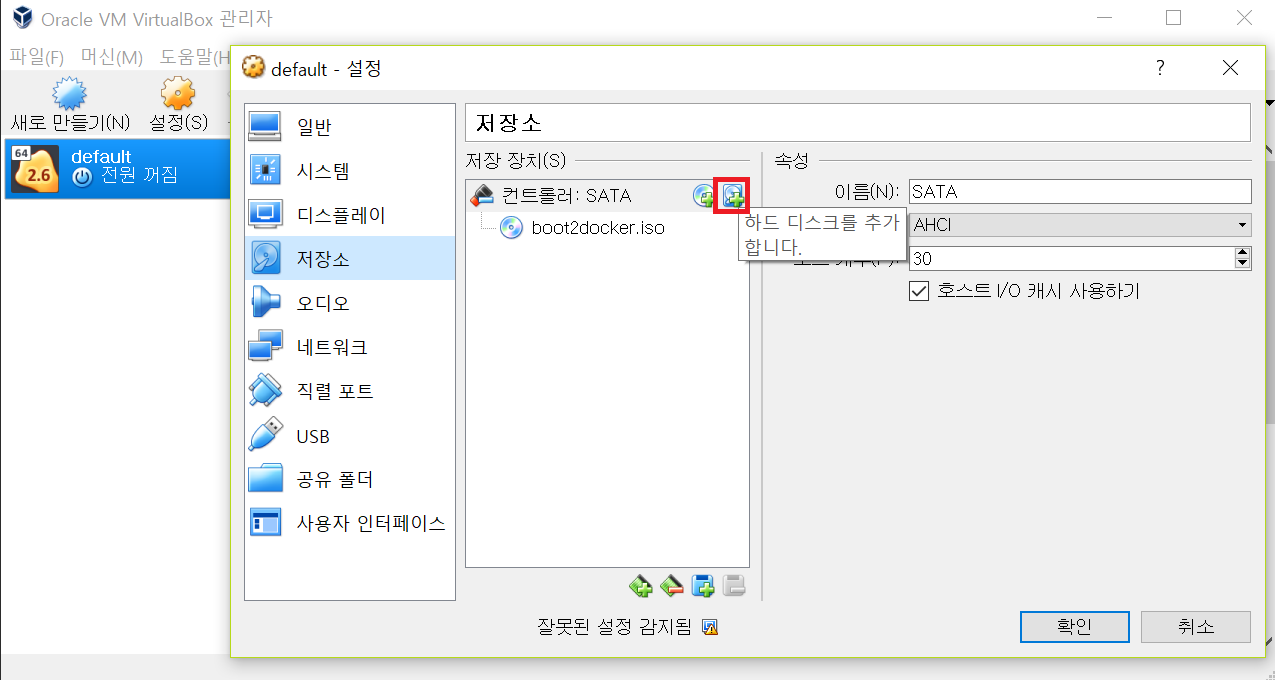 Oracle VM VirtualBox 관리자
파일(F) 머신(M) 도움말(H
default - 설정
?
새로 만들기(N) 설정(S)
64
2.6
default
전원 꺼짐
일반
시스템
디스플레이
저장소
오디오
네트워크
직렬 포트
USB
공유 폴더
사용자 인터페이스
저장소
저장 장치(S)
컨트롤러: SATA
boot2docker.iso
하드 디스크를 추가
합니다.
속성
이름(N): SATA
AHCI
30
호스트 I/O 캐시 사용하기
잘못된 설정 감지됨
확인
취소